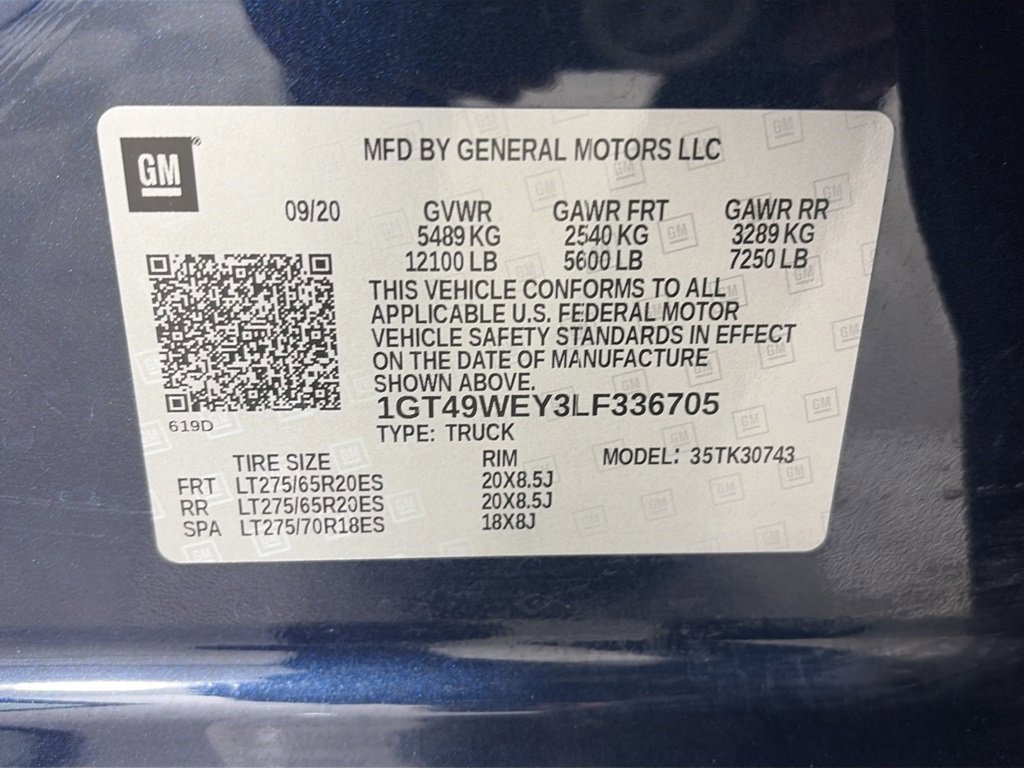 GM
MFD BY GENERAL MOTORS LLC
09/20 GVWR GAWR FRT GAWR RR
5489 KG 2540 KG 3289 KG
12100 LB 5600 LB 7250 LB
THIS VEHICLE CONFORMS TO ALL
APPLICABLE U.S. FEDERAL MOTOR
VEHICLE SAFETY STANDARDS IN EFFECT
ON THE DATE OF MANUFACTURE
SHOWN ABOVE.
1GT49WEY3LF336705
619D
TYPE: TRUCK
TIRE SIZE RIM MODEL: 35TK30743
FRT LT275/65R20ES 20X8.5J
RR LT275/65R20ES 20X8.5J
SPA LT275/70R18ES 18X8J